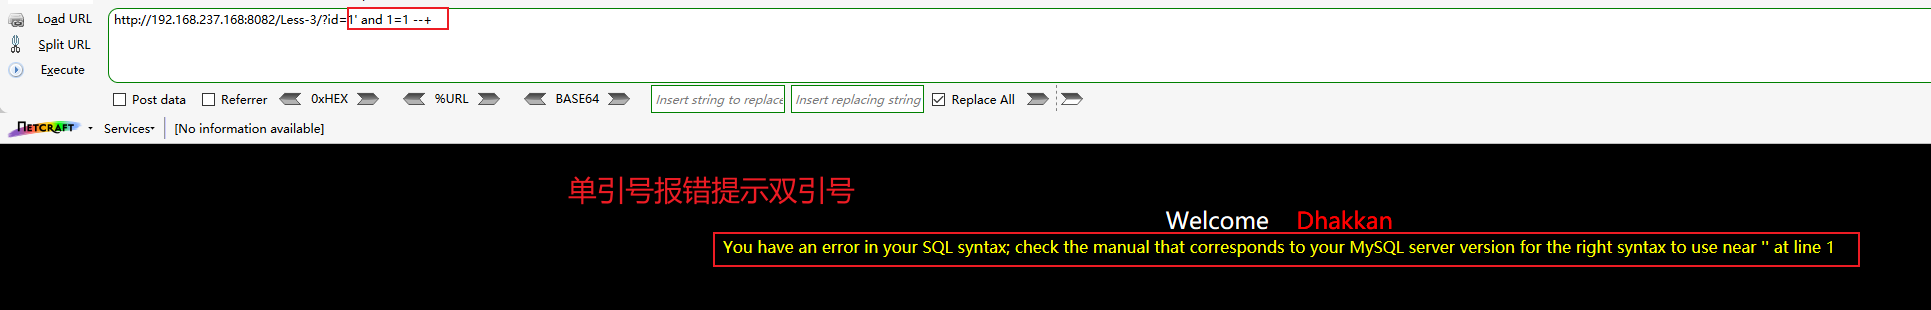 Load URL
http://192.168.237.168:8082/Less-3/?id=1' and 1=1 --+
Split URL
Execute
Post data Referrer 0xHEX %URL BASE64 Insert string to replace Insert replacing string Replace All
NETCRAFT Services [No information available]
单引号报错提示双引号
Welcome Dhakkan
You have an error in your SQL syntax; check the manual that corresponds to your MySQL server version for the right syntax to use near '' at line 1